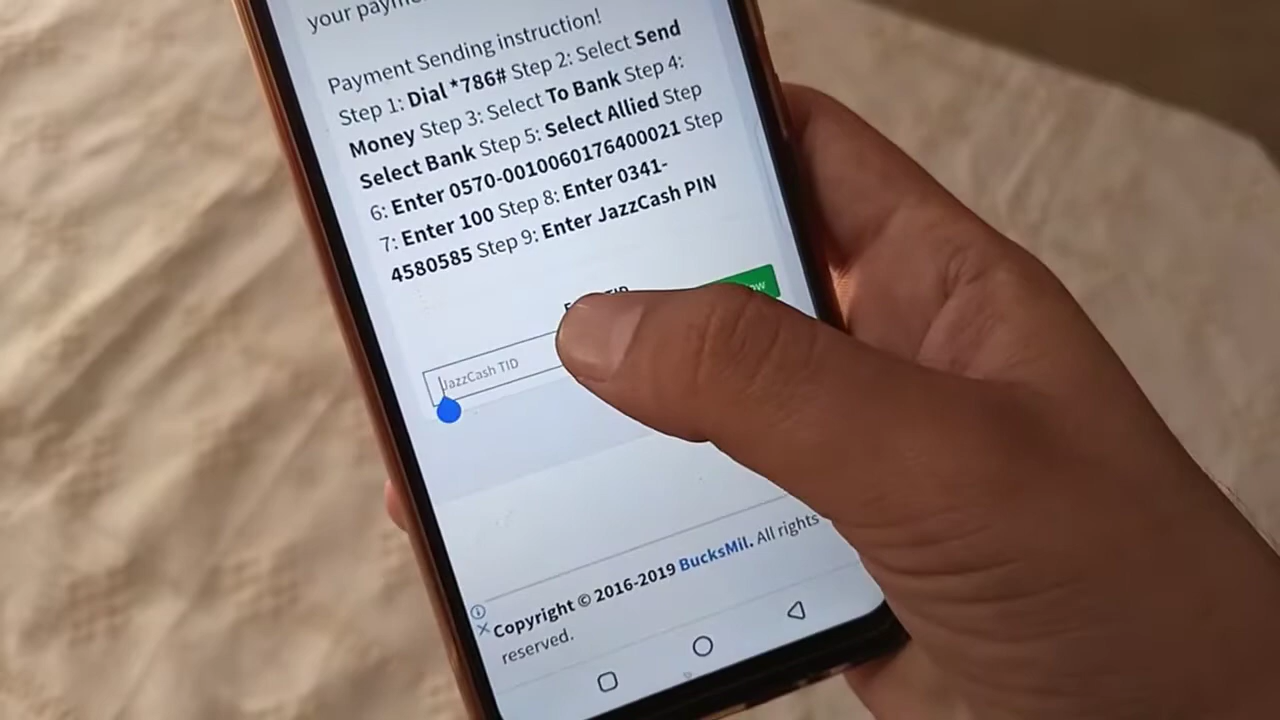 your payme
Payment Sending instruction!
Step 1: Dial *786# Step 2: Select Send
Money Step 3: Select To Bank Step 4:
Select Bank Step 5: Select Allied Step
6: Enter 0570-0010060176400021 Step
7: Enter 100 Step 8: Enter 0341-
4580585 Step 9: Enter JazzCash PIN
TID
JazzCash TID
Copyright © 2016-2019 BucksMil. All rights
reserved.